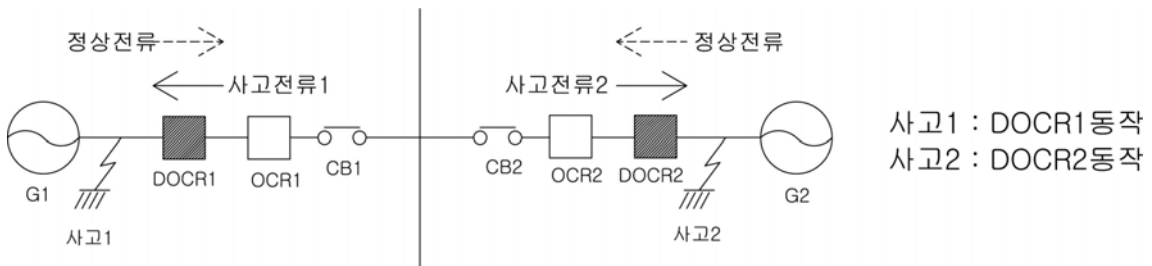 정상전류
정상전류
사고전류1
사고전류2
사고1 : DOCR1동작
사고2 : DOCR2동작
G1
DOCR1
OCR1
CB1
CB2
OCR2
DOCR2
G2
사고1
사고2